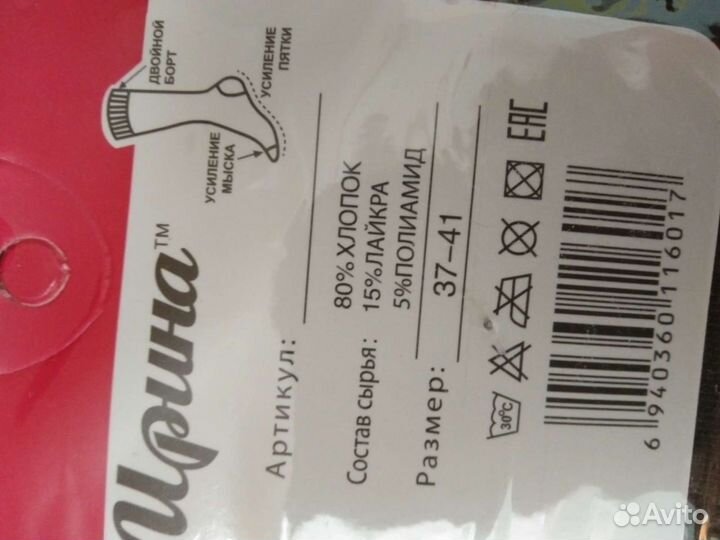 Ирина™
ДВОЙНОЙ
БОРТ
УСИЛЕНИЕ
ПЯТКИ
УСИЛЕНИЕ
МЫСКА
Артикул:
Состав сырья: 80% ХЛОПОК
15%ЛАЙКРА
5%ПОЛИАМИД
Размер: 37-41
30°C
EAC
6 940360 116017
Avito